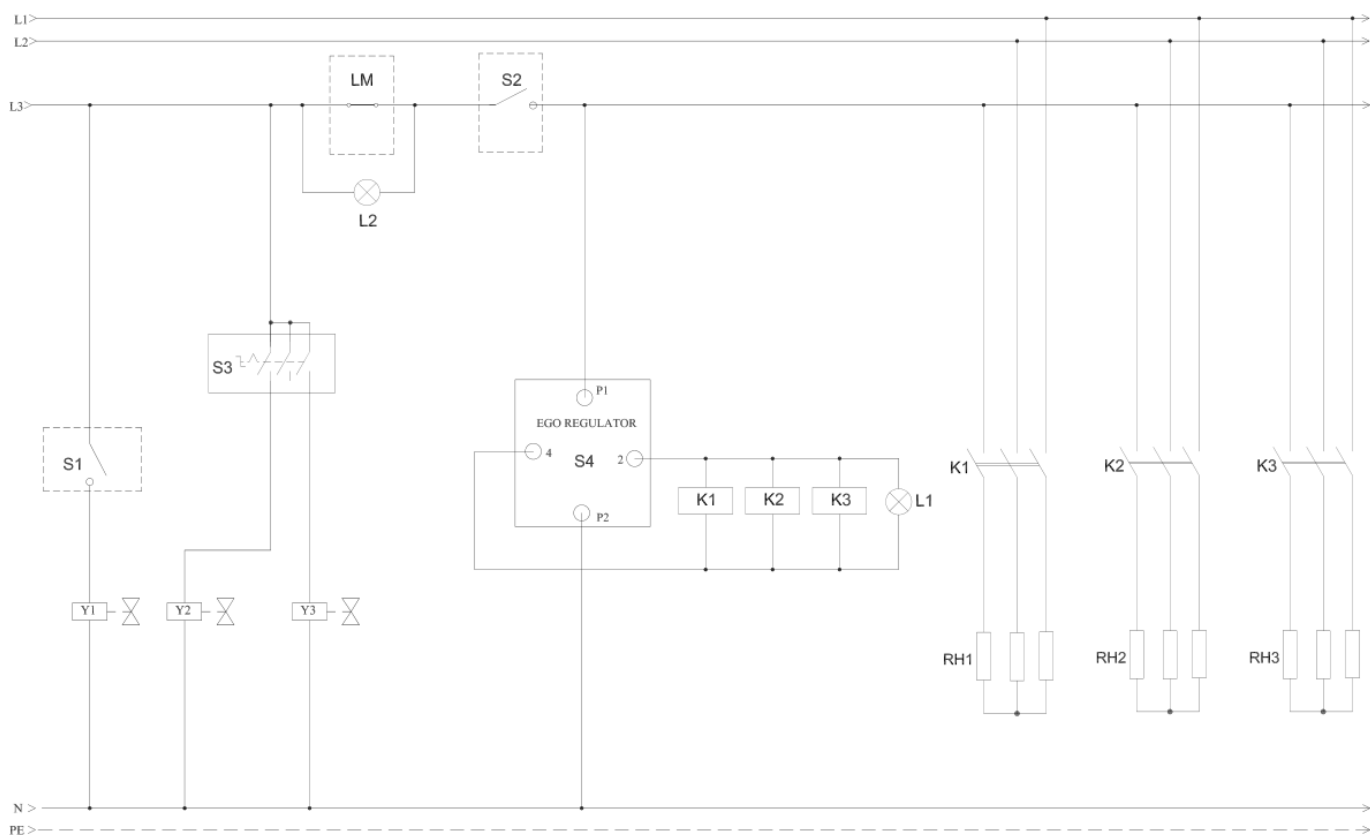 L1
L2
LM
S2
L3
L2
S3
P1
EGO REGULATOR
4
S4
2
S1
K1
K2
K3
K1
K2
K3
L1
P2
Y1
Y2
Y3
RH1
RH2
RH3
N
PE